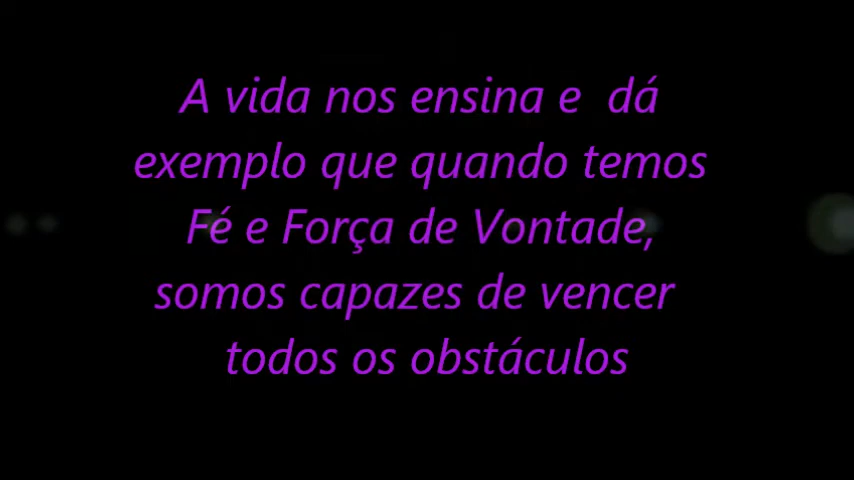 A vida nos ensina e  dá
exemplo que quando temos
Fé e Força de Vontade,
somos capazes de vencer
todos os obstáculos